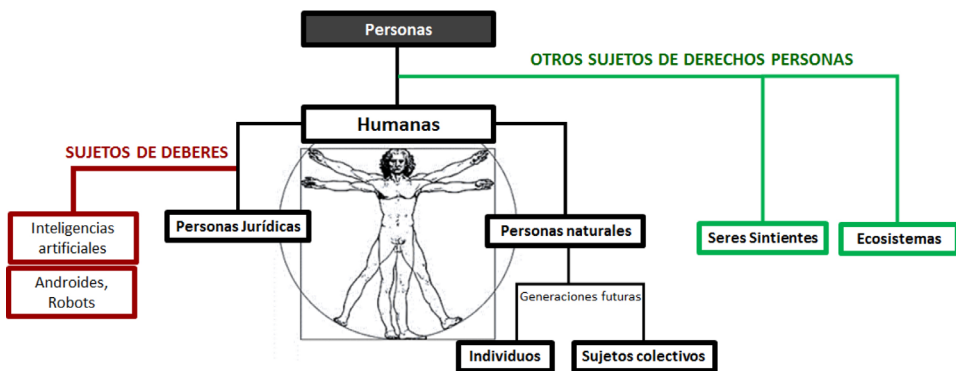 Personas
OTROS SUJETOS DE DERECHOS PERSONAS
Humanas
SUJETOS DE DEBERES
Inteligencias
artificiales
Androides,
Robots
Personas Jurídicas
Personas naturales
Seres Sintientes
Ecosistemas
Generaciones futuras
Individuos
Sujetos colectivos